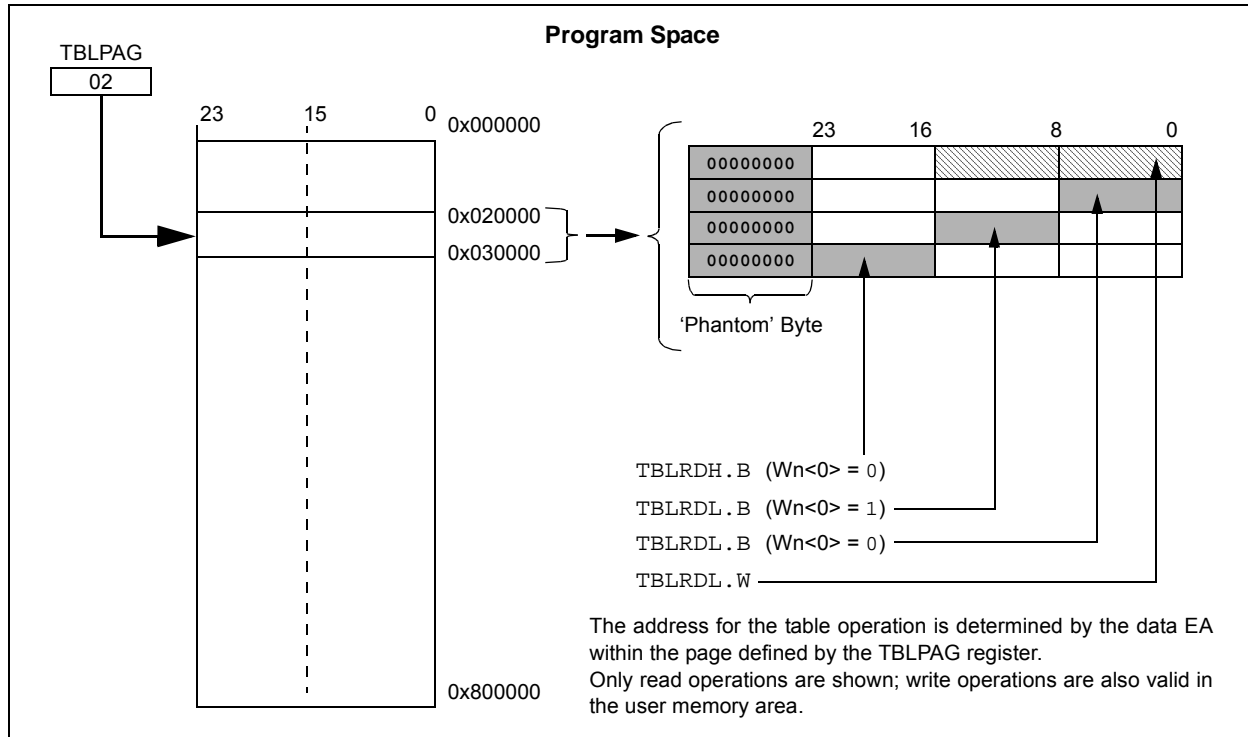 Program Space
TBLPAG
02
23 15 0
0x000000
0x020000
0x030000
0x800000
23 16 8 0
00000000
00000000
00000000
00000000
‘Phantom’ Byte
TBLRDH.B (Wn<0> = 0)
TBLRDL.B (Wn<0> = 1)
TBLRDL.B (Wn<0> = 0)
TBLRDL.W
The address for the table operation is determined by the data EA
within the page defined by the TBLPAG register.
Only read operations are shown; write operations are also valid in
the user memory area.